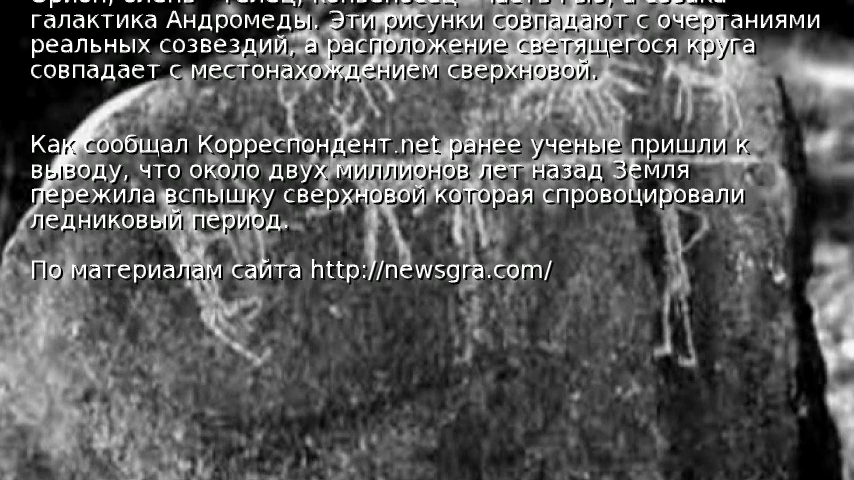 галактика Андромеды. Эти рисунки совпадают с очертаниями
реальных созвездий, а расположение светящегося круга
совпадает с местонахождением сверхновой.
Как сообщал Корреспондент.net ранее ученые пришли к
выводу, что около двух миллионов лет назад Земля
пережила вспышку сверхновой которая спровоцировали
ледниковый период.
По материалам сайта http://newsgra.com/